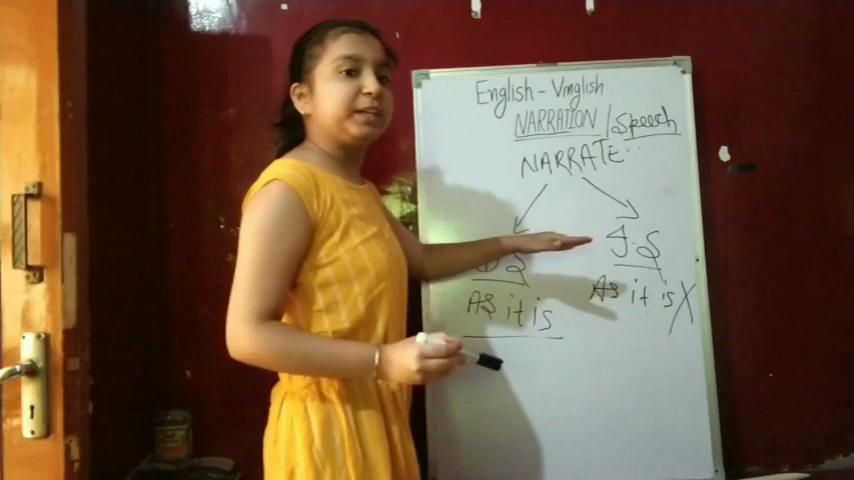 English - Vinglish
NARRATION / Speech
NARRATE..
D.S I.S
As it is As it is X